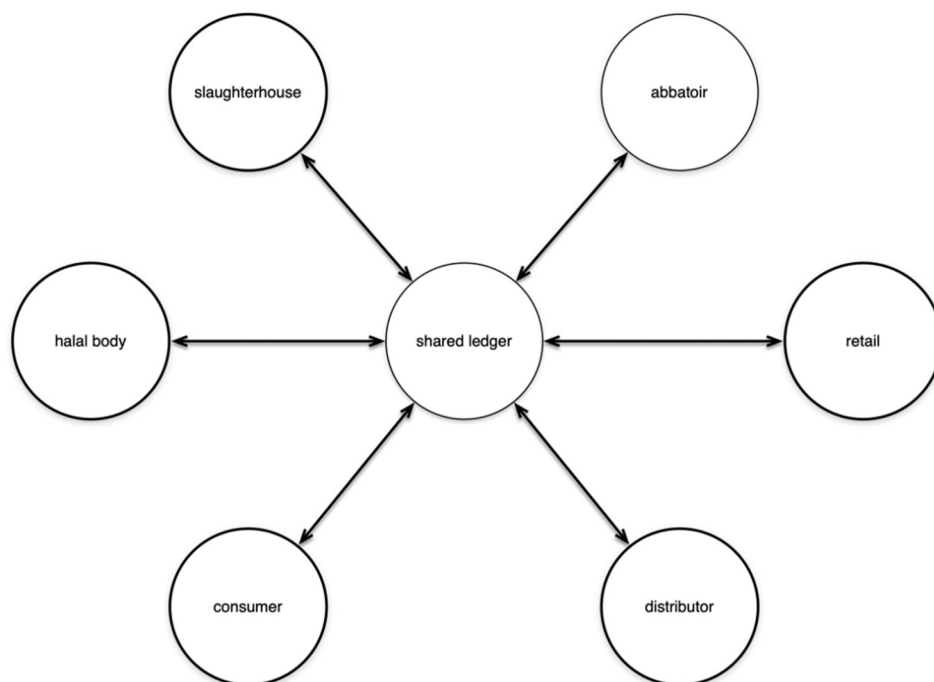 slaughterhouse
abbatoir
halal body
shared ledger
retail
consumer
distributor